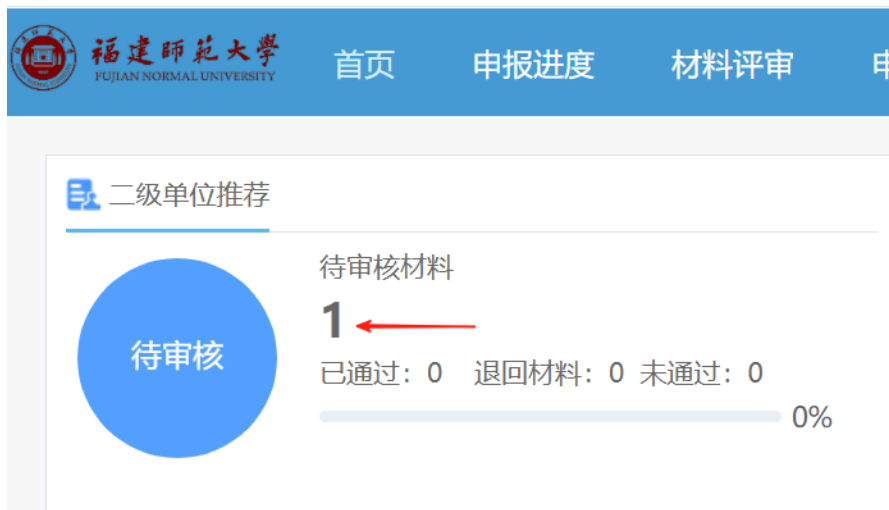 福建師範大學
FUJIAN NORMAL UNIVERSITY
首页 申报进度 材料评审
二级单位推荐
待审核材料
1
待审核
已通过：0 退回材料：0 未通过：0
0%